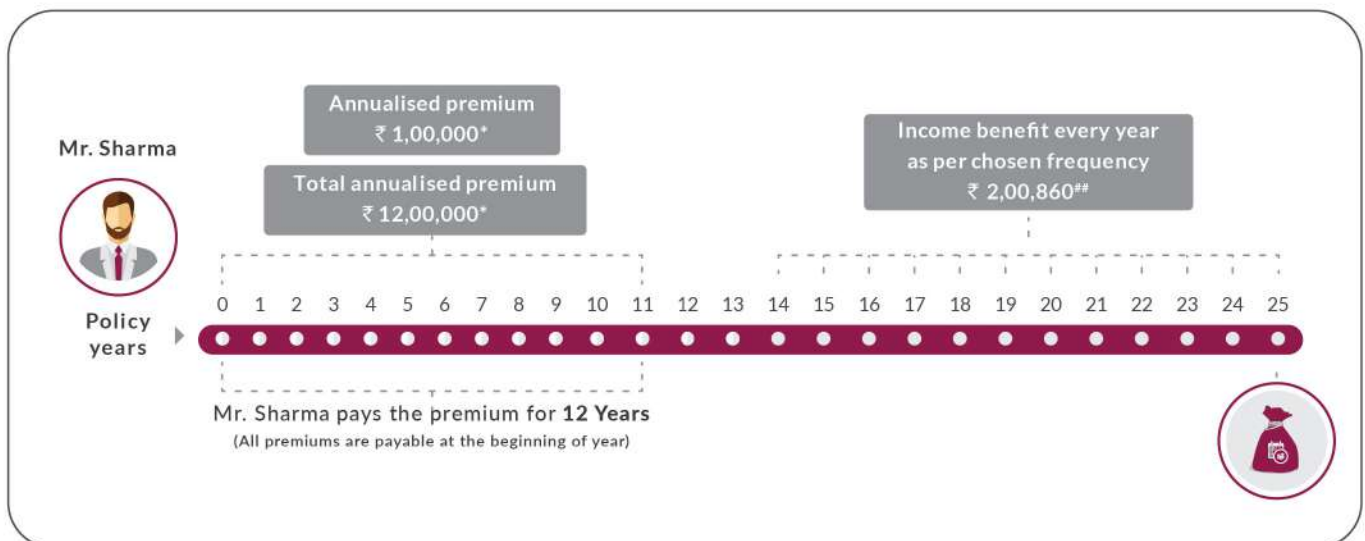 Annualised premium
₹ 1,00,000*
Total annualised premium
₹ 12,00,000*
Income benefit every year
as per chosen frequency
₹ 2,00,860##
Mr. Sharma
0 1 2 3 4 5 6 7 8 9 10 11 12 13 14 15 16 17 18 19 20 21 22 23 24 25
Policy
years
Mr. Sharma pays the premium for 12 Years
(All premiums are payable at the beginning of year)